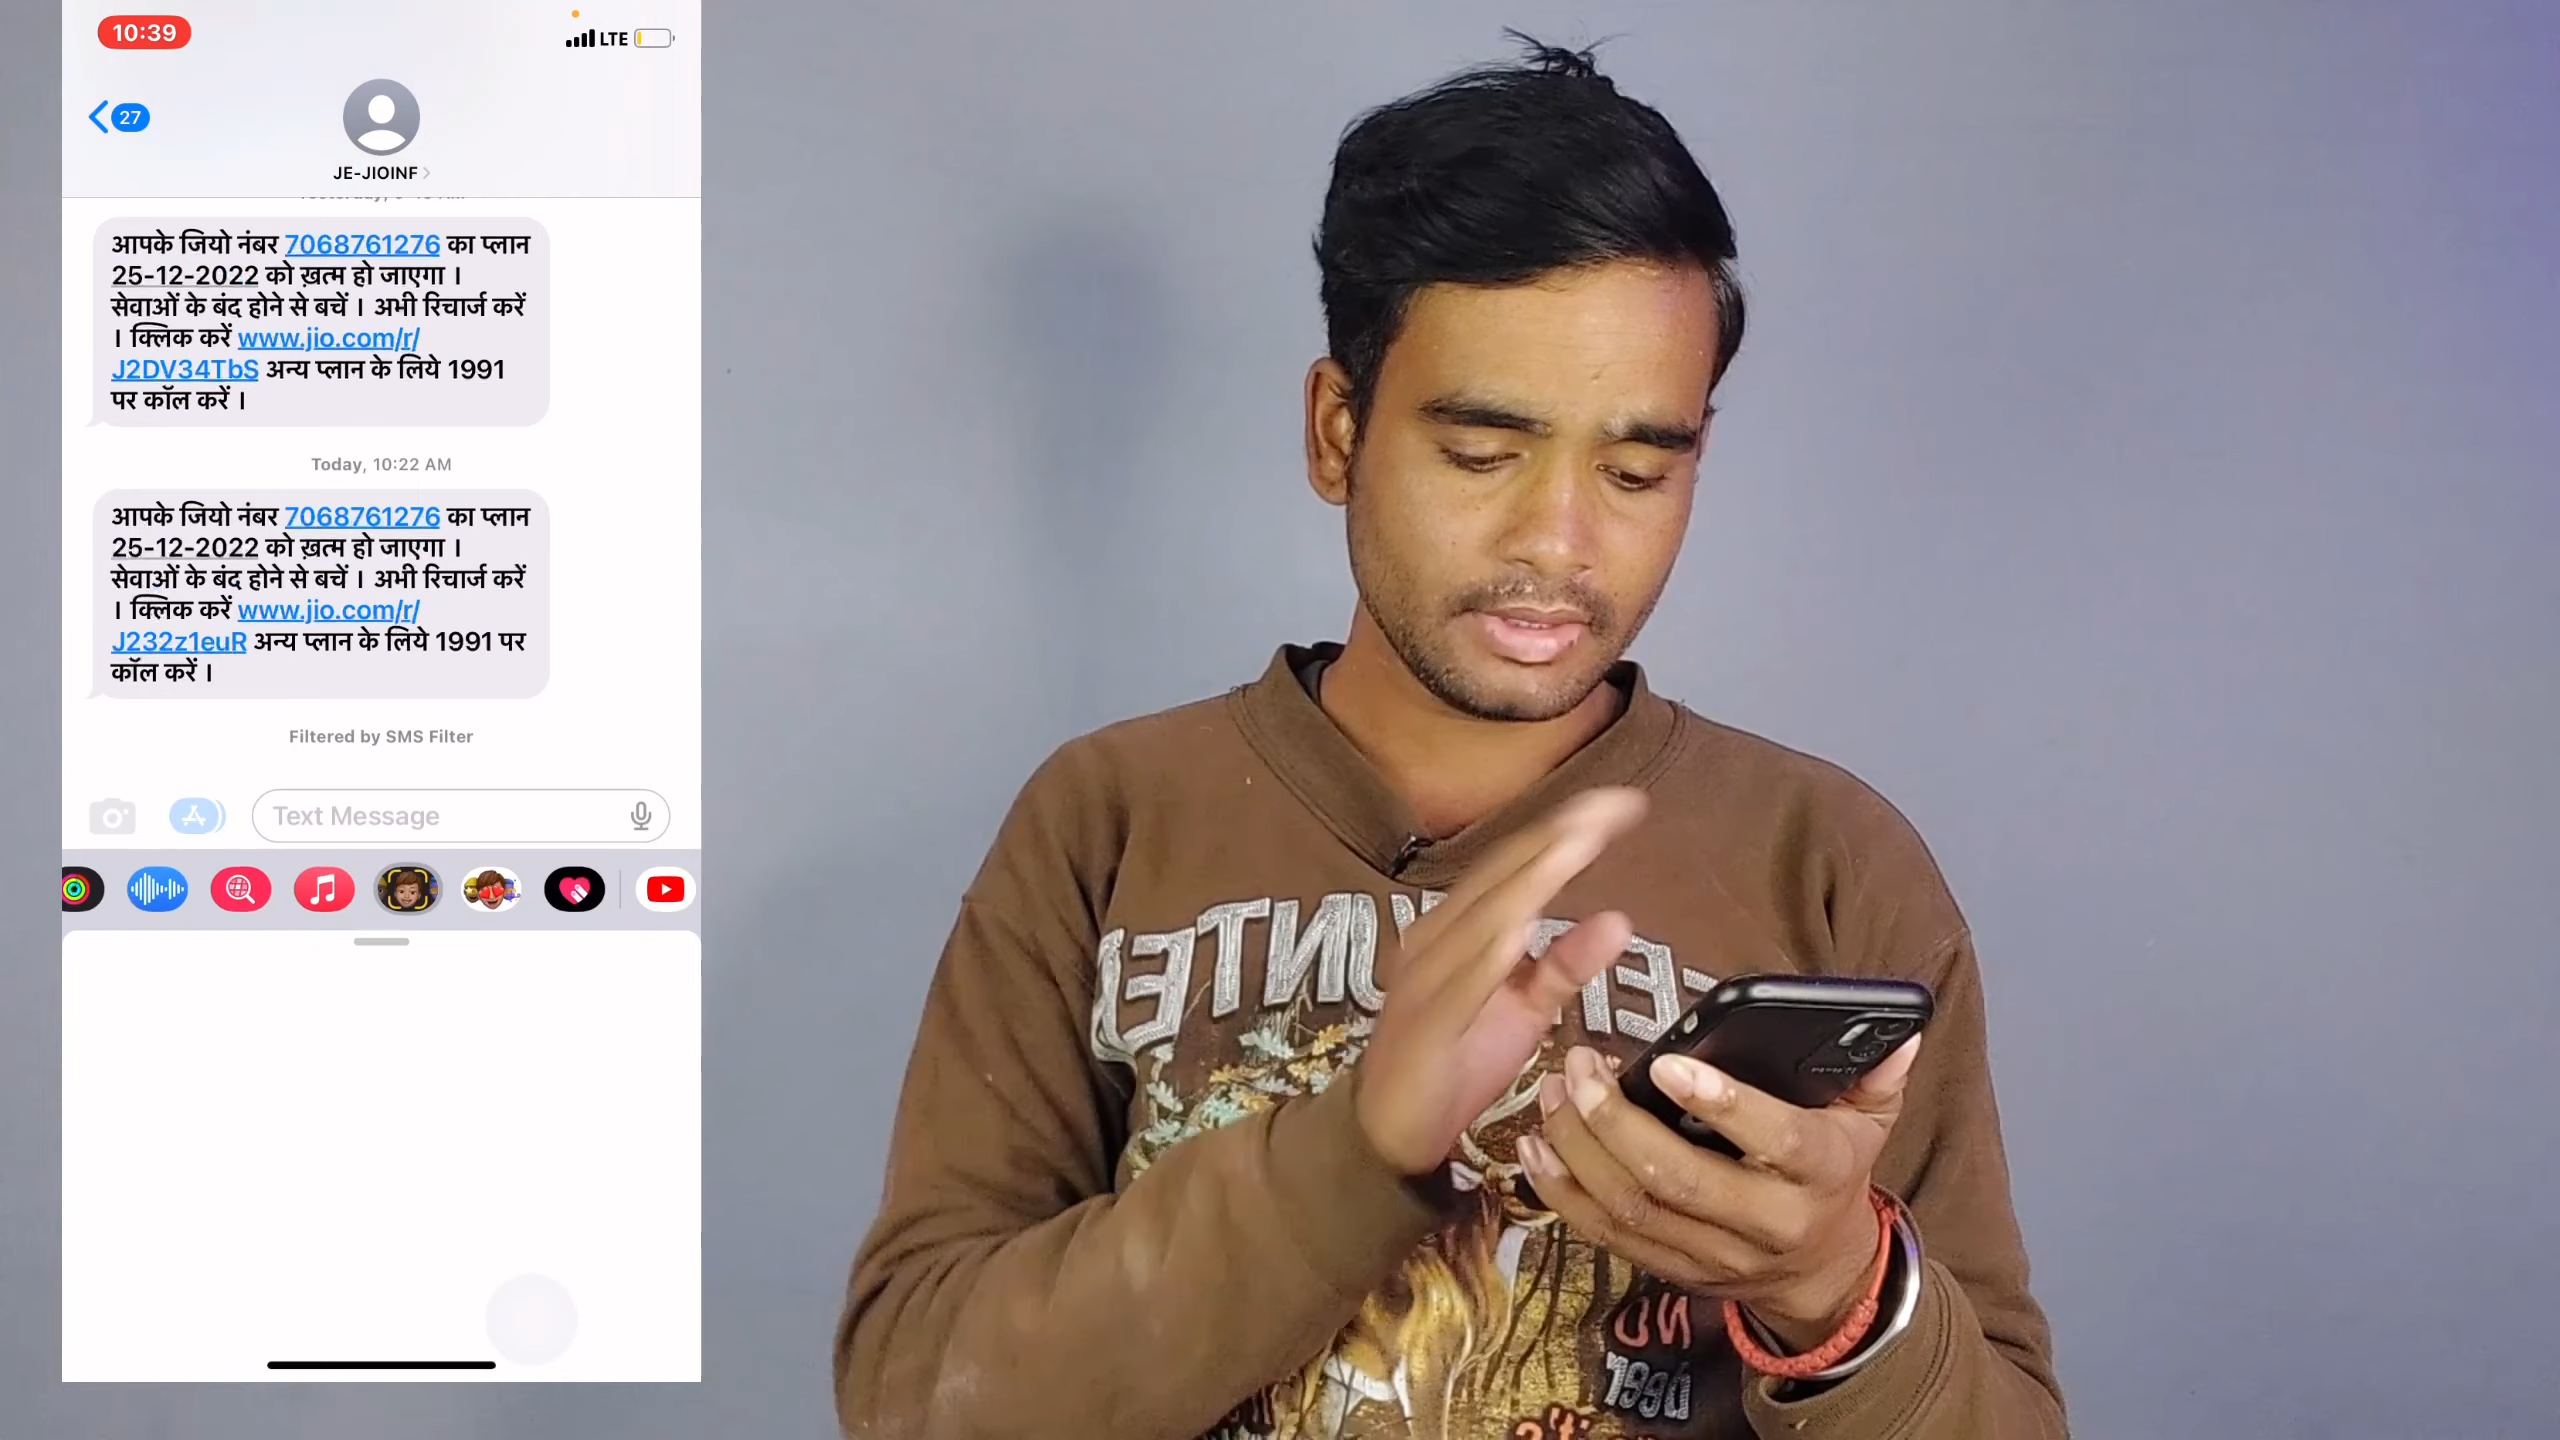 10:39
LTE
27
JE-JIOINF
आपके जियो नंबर 7068761276 का प्लान
25-12-2022 को ख़त्म हो जाएगा ।
सेवाओं के बंद होने से बचें । अभी रिचार्ज करें
। क्लिक करें www.jio.com/r/
J2DV34TbS अन्य प्लान के लिये 1991
पर कॉल करें ।
Today, 10:22 AM
आपके जियो नंबर 7068761276 का प्लान
25-12-2022 को ख़त्म हो जाएगा ।
सेवाओं के बंद होने से बचें । अभी रिचार्ज करें
। क्लिक करें www.jio.com/r/
J232z1euR अन्य प्लान के लिये 1991 पर
कॉल करें ।
Filtered by SMS Filter
Text Message